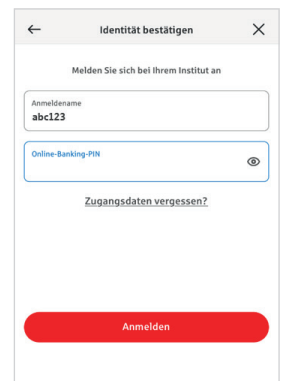 Identität bestätigen
Melden Sie sich bei Ihrem Institut an
Anmeldename
abc123
Online-Banking-PIN
Zugangsdaten vergessen?
Anmelden